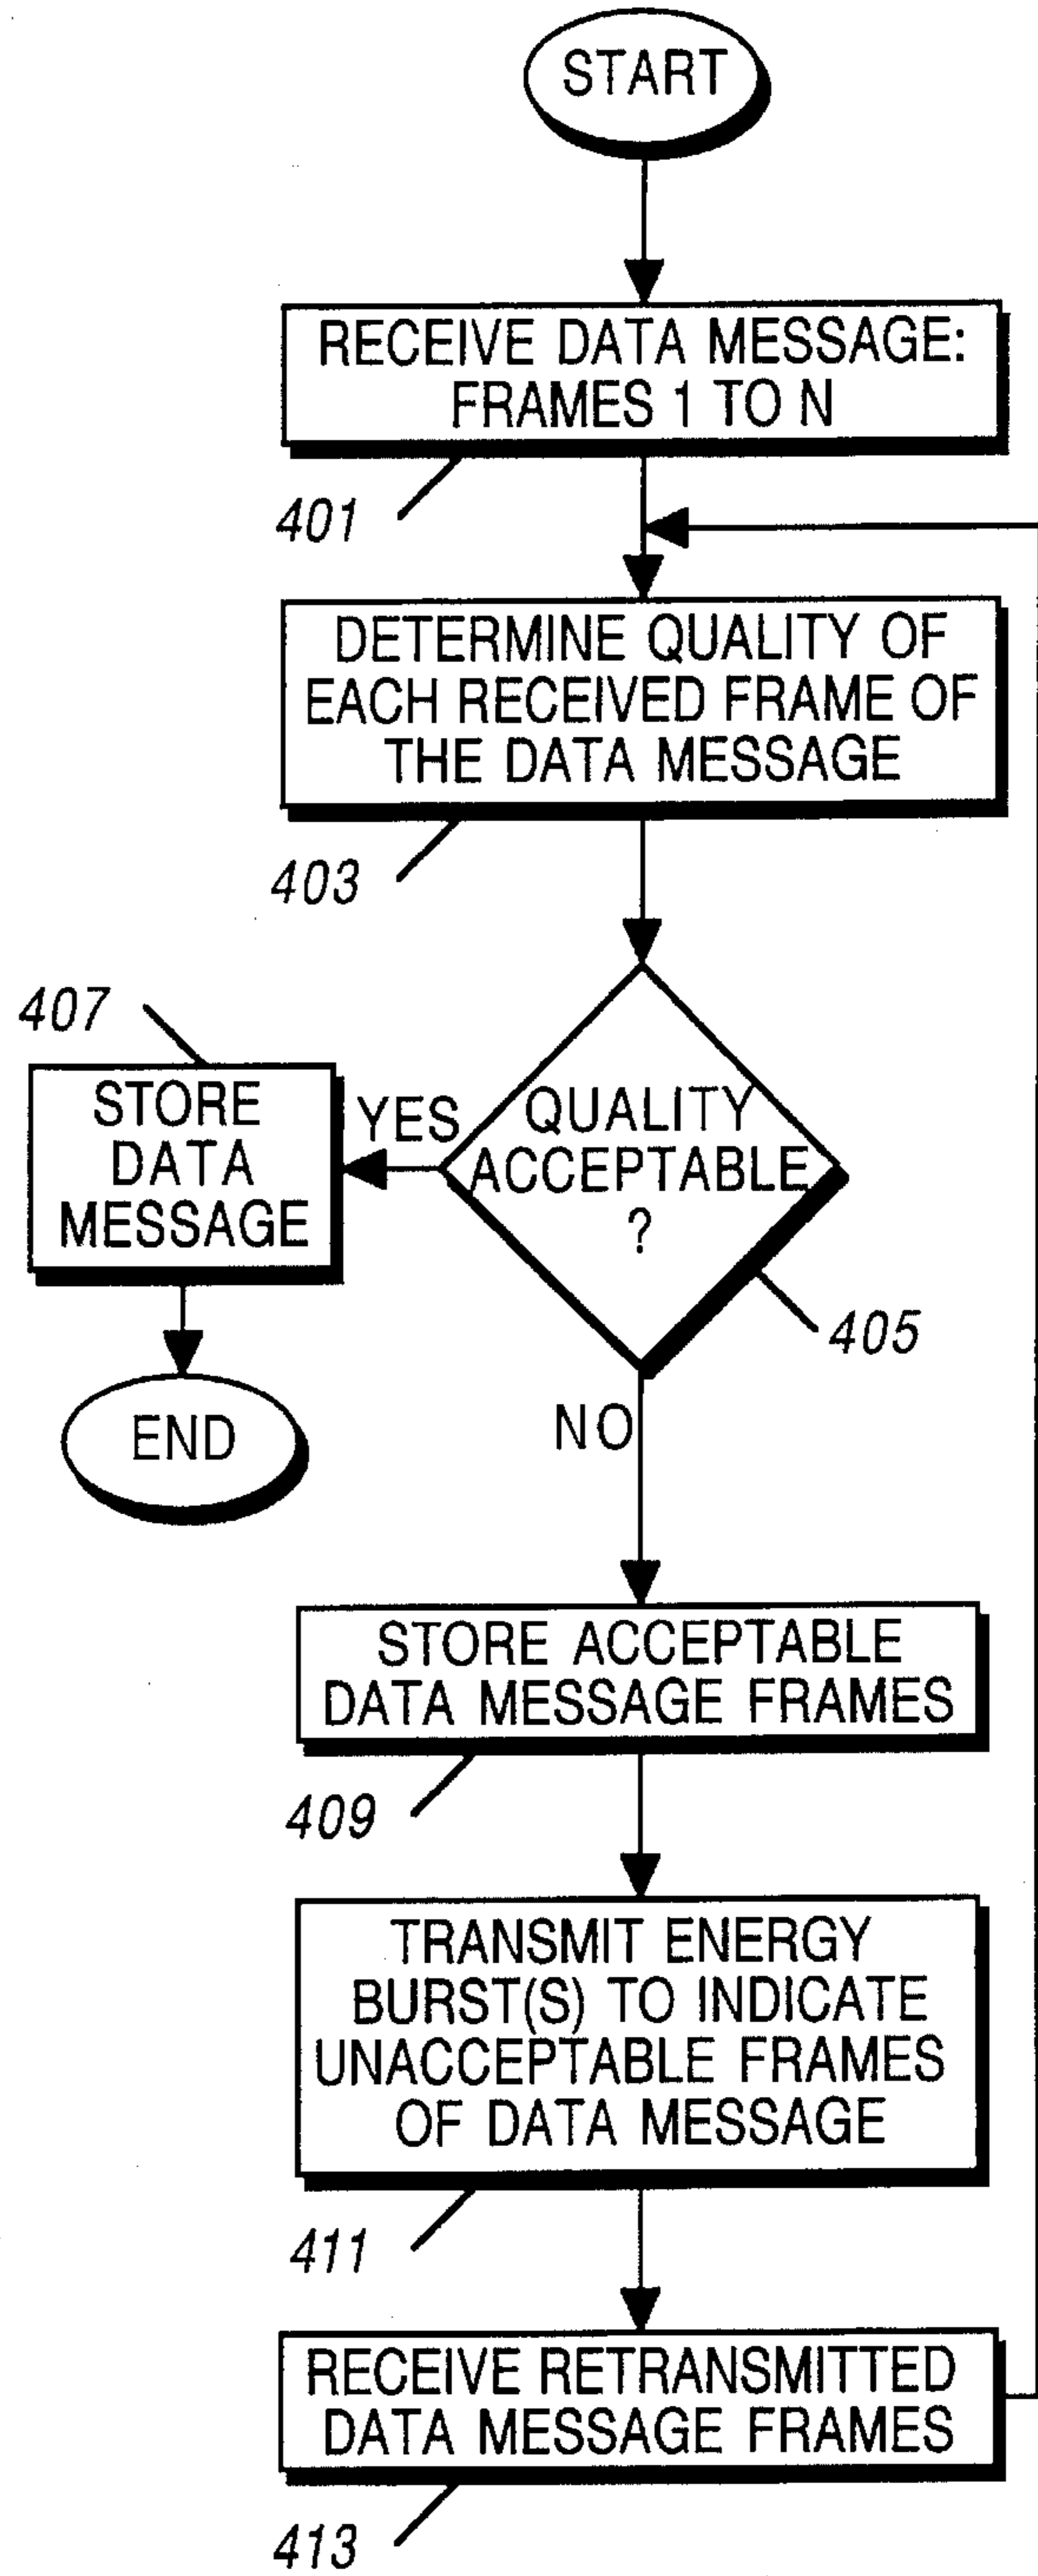 START
RECEIVE DATA MESSAGE:
FRAMES 1 TO N
401
DETERMINE QUALITY OF
EACH RECEIVED FRAME OF
THE DATA MESSAGE
403
407
STORE
DATA
MESSAGE
YES
QUALITY
ACCEPTABLE
?
405
END
NO
STORE ACCEPTABLE
DATA MESSAGE FRAMES
409
TRANSMIT ENERGY
BURST(S) TO INDICATE
UNACCEPTABLE FRAMES
OF DATA MESSAGE
411
RECEIVE RETRANSMITTED
DATA MESSAGE FRAMES
413